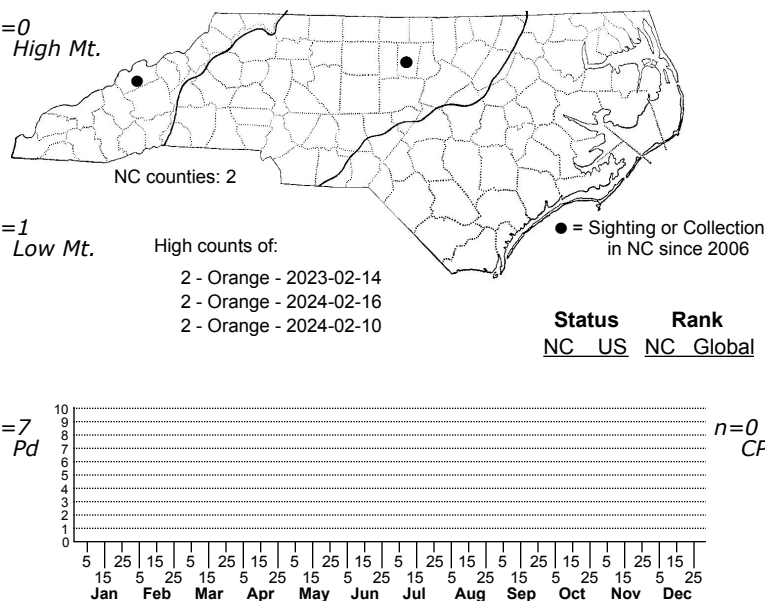 =0
High Mt.
NC counties: 2
=1
Low Mt.
High counts of:
2 - Orange - 2023-02-14
2 - Orange - 2024-02-16
2 - Orange - 2024-02-10
● = Sighting or Collection
in NC since 2006
Status Rank
NC US NC Global
=7
Pd
10
9
8
7
6
5
4
3
2
1
0
n=0
CP
5 25 15 5 25 15 5 25 15 5 25 15 5 25 15 5 25 15
15 5 25 15 5 25 15 5 25 15 5 25 15 5 25 15 5 25
Jan Feb Mar Apr May Jun Jul Aug Sep Oct Nov Dec